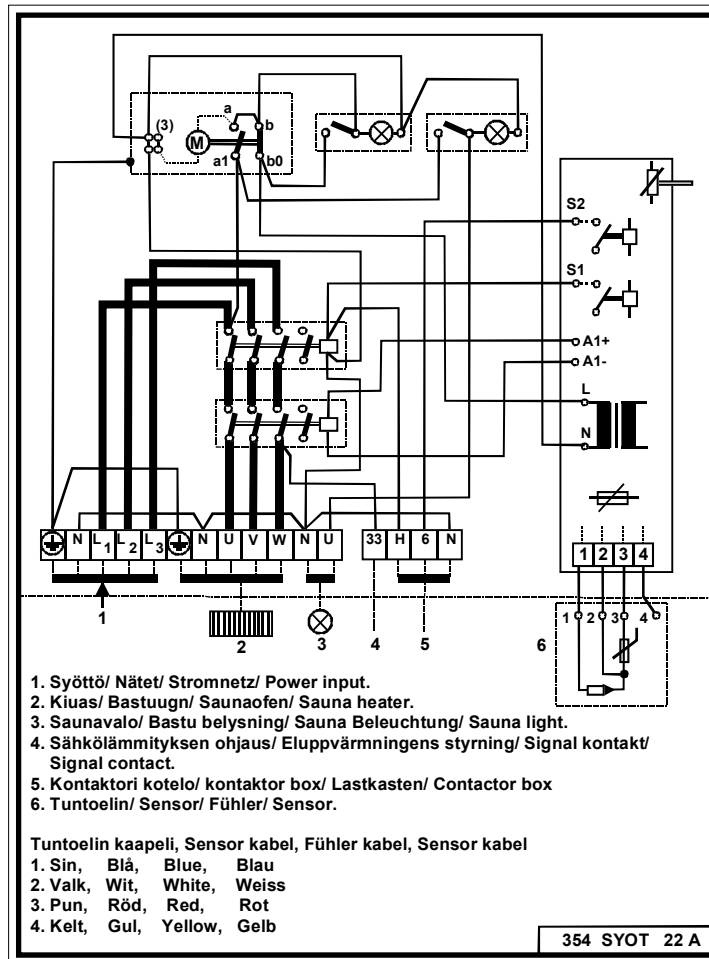 (3)
a
b
M
a1
b0
S2
S1
A1+
A1-
L
N
N L1 L2 L3 N U V W N U 33 H 6 N
1 2 3 4
1 2 3 4
1
2
3
4
5
6
1. Syöttö/ Nätet/ Stromnetz/ Power input.
2. Kiuas/ Bastuugn/ Saunaofen/ Sauna heater.
3. Saunavalo/ Bastu belysning/ Sauna Beleuchtung/ Sauna light.
4. Sähkölämmityksen ohjaus/ Eluppvärmningens styrning/ Signal kontakt/
Signal contact.
5. Kontaktori kotelo/ kontaktor box/ Lastkasten/ Contactor box
6. Tuntoelin/ Sensor/ Fühler/ Sensor.
Tuntoelin kaapeli, Sensor kabel, Fühler kabel, Sensor kabel
1. Sin, Blå, Blue, Blau
2. Valk, Wit, White, Weiss
3. Pun, Röd, Red, Rot
4. Kelt, Gul, Yellow, Gelb
354 SYOT 22 A